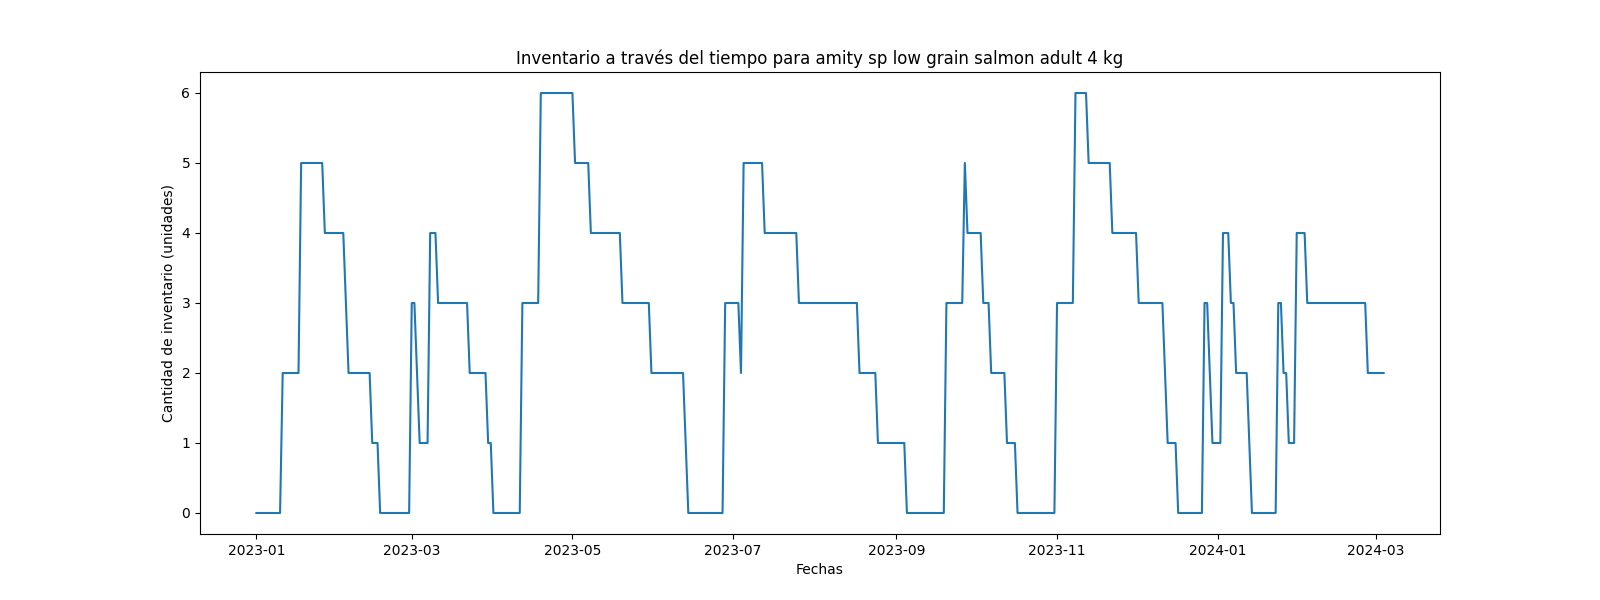 Inventario a través del tiempo para amity sp low grain salmon adult 4 kg
Cantidad de inventario (unidades)
6
5
4
3
2
1
0
2023-01 2023-03 2023-05 2023-07 2023-09 2023-11 2024-01 2024-03
Fechas